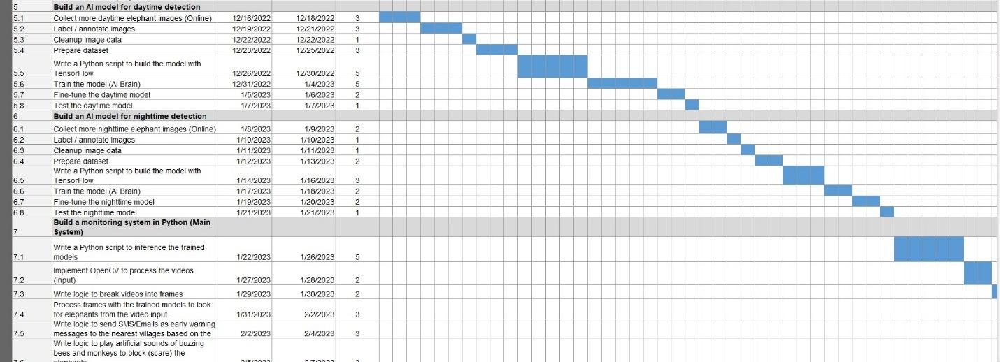 5 Build an AI model for daytime detection
5.1 Collect more daytime elephant images (Online) 12/16/2022 12/18/2022 3
5.2 Label / annotate images 12/19/2022 12/21/2022 3
5.3 Cleanup image data 12/22/2022 12/22/2022 1
5.4 Prepare dataset 12/23/2022 12/25/2022 3
Write a Python script to build the model with
5.5 TensorFlow 12/26/2022 12/30/2022 5
5.6 Train the model (AI Brain) 12/31/2022 1/4/2023 5
5.7 Fine-tune the daytime model 1/5/2023 1/6/2023 2
5.8 Test the daytime model 1/7/2023 1/7/2023 1
6 Build an AI model for nighttime detection
6.1 Collect more nighttime elephant images (Online) 1/8/2023 1/9/2023 2
6.2 Label / annotate images 1/10/2023 1/10/2023 1
6.3 Cleanup image data 1/11/2023 1/11/2023 1
6.4 Prepare dataset 1/12/2023 1/13/2023 2
Write a Python script to build the model with
6.5 TensorFlow 1/14/2023 1/16/2023 3
6.6 Train the model (AI Brain) 1/17/2023 1/18/2023 2
6.7 Fine-tune the nighttime model 1/19/2023 1/20/2023 2
6.8 Test the nighttime model 1/21/2023 1/21/2023 1
Build a monitoring system in Python (Main
7 System)
Write a Python script to inference the trained
7.1 models 1/22/2023 1/26/2023 5
Implement OpenCV to process the videos
7.2 (Input) 1/27/2023 1/28/2023 2
7.3 Write logic to break videos into frames 1/29/2023 1/30/2023 2
Process frames with the trained models to look
7.4 for elephants from the video input. 1/31/2023 2/2/2023 3
Write logic to send SMS/Emails as early warning
7.5 messages to the nearest villages based on the 2/2/2023 2/4/2023 3
Write logic to play artificial sounds of buzzing
bees and monkeys to block (scare) the